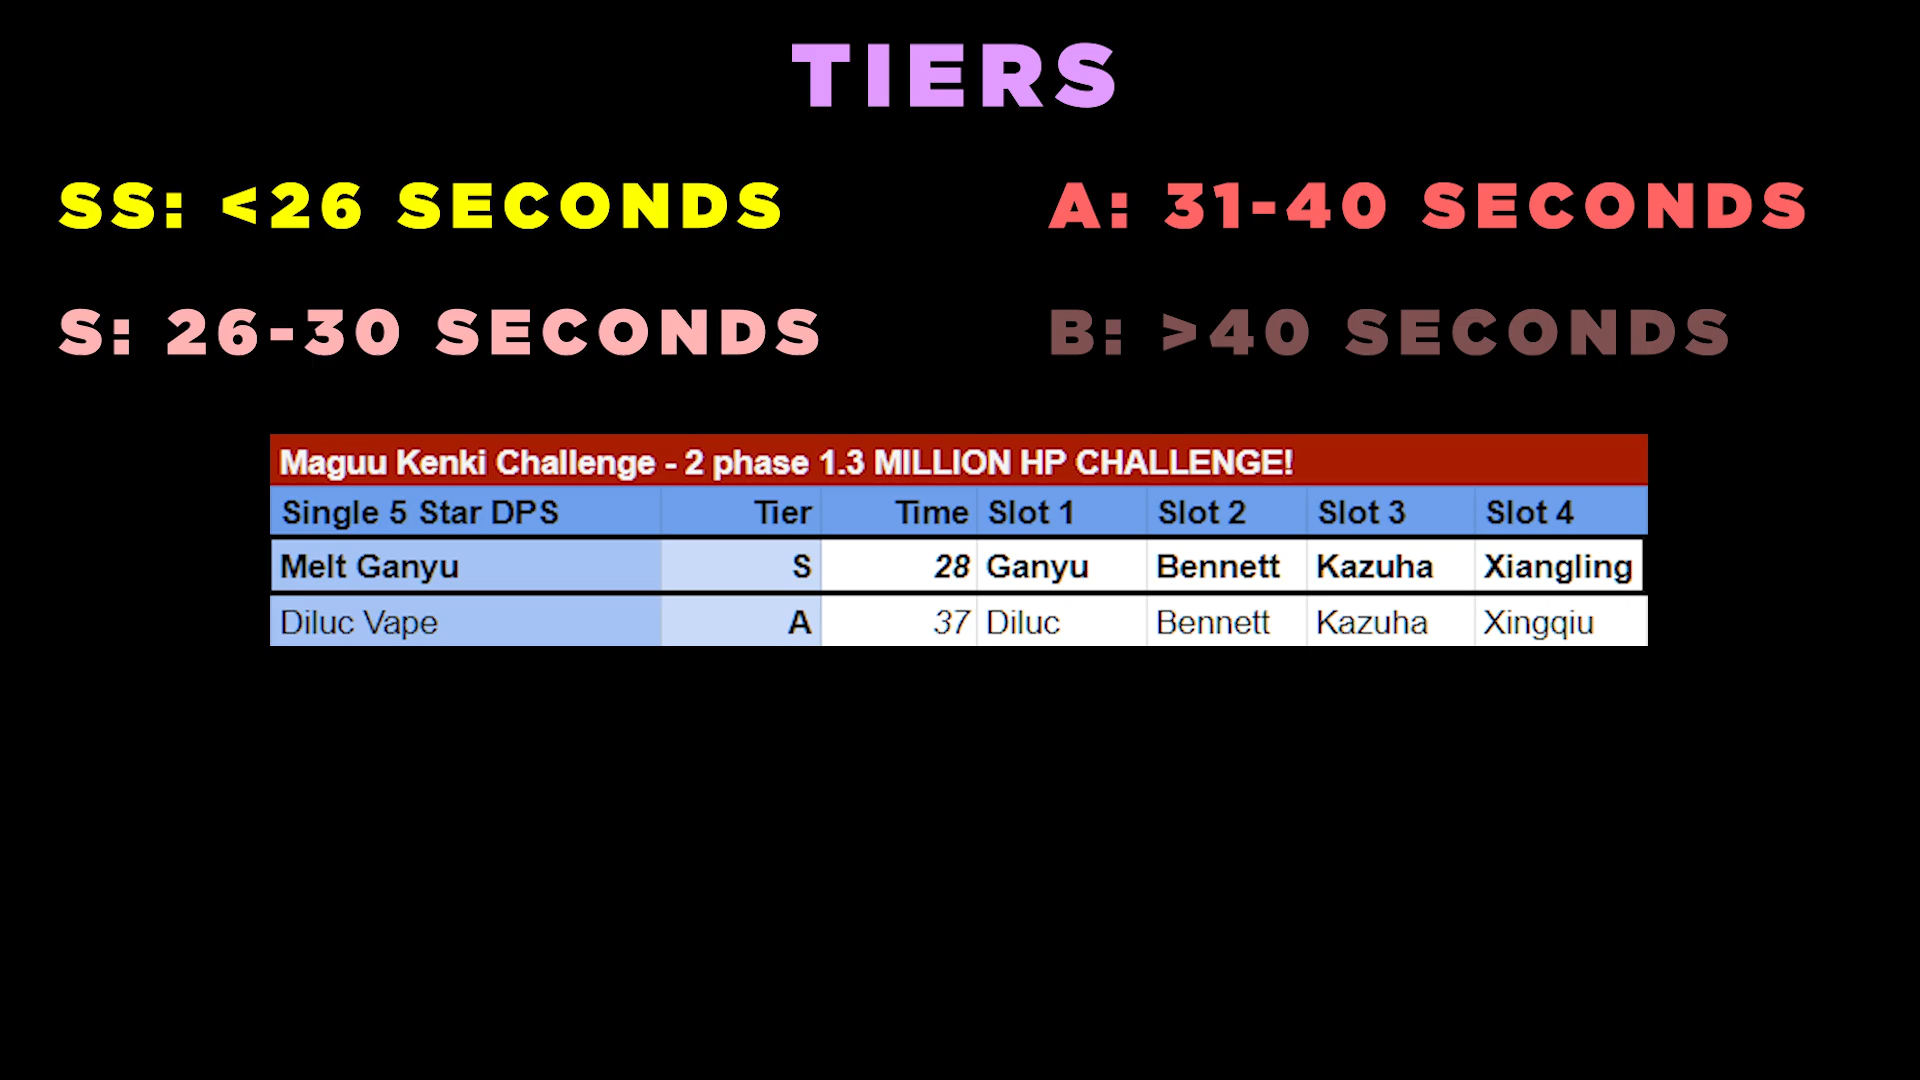 TIERS
SS: <26 SECONDS
A: 31-40 SECONDS
S: 26-30 SECONDS
B: >40 SECONDS
Maguu Kenki Challenge - 2 phase 1.3 MILLION HP CHALLENGE!
Single 5 Star DPS Tier Time Slot 1 Slot 2 Slot 3 Slot 4
Melt Ganyu S 28 Ganyu Bennett Kazuha Xiangling
Diluc Vape A 37 Diluc Bennett Kazuha Xingqiu